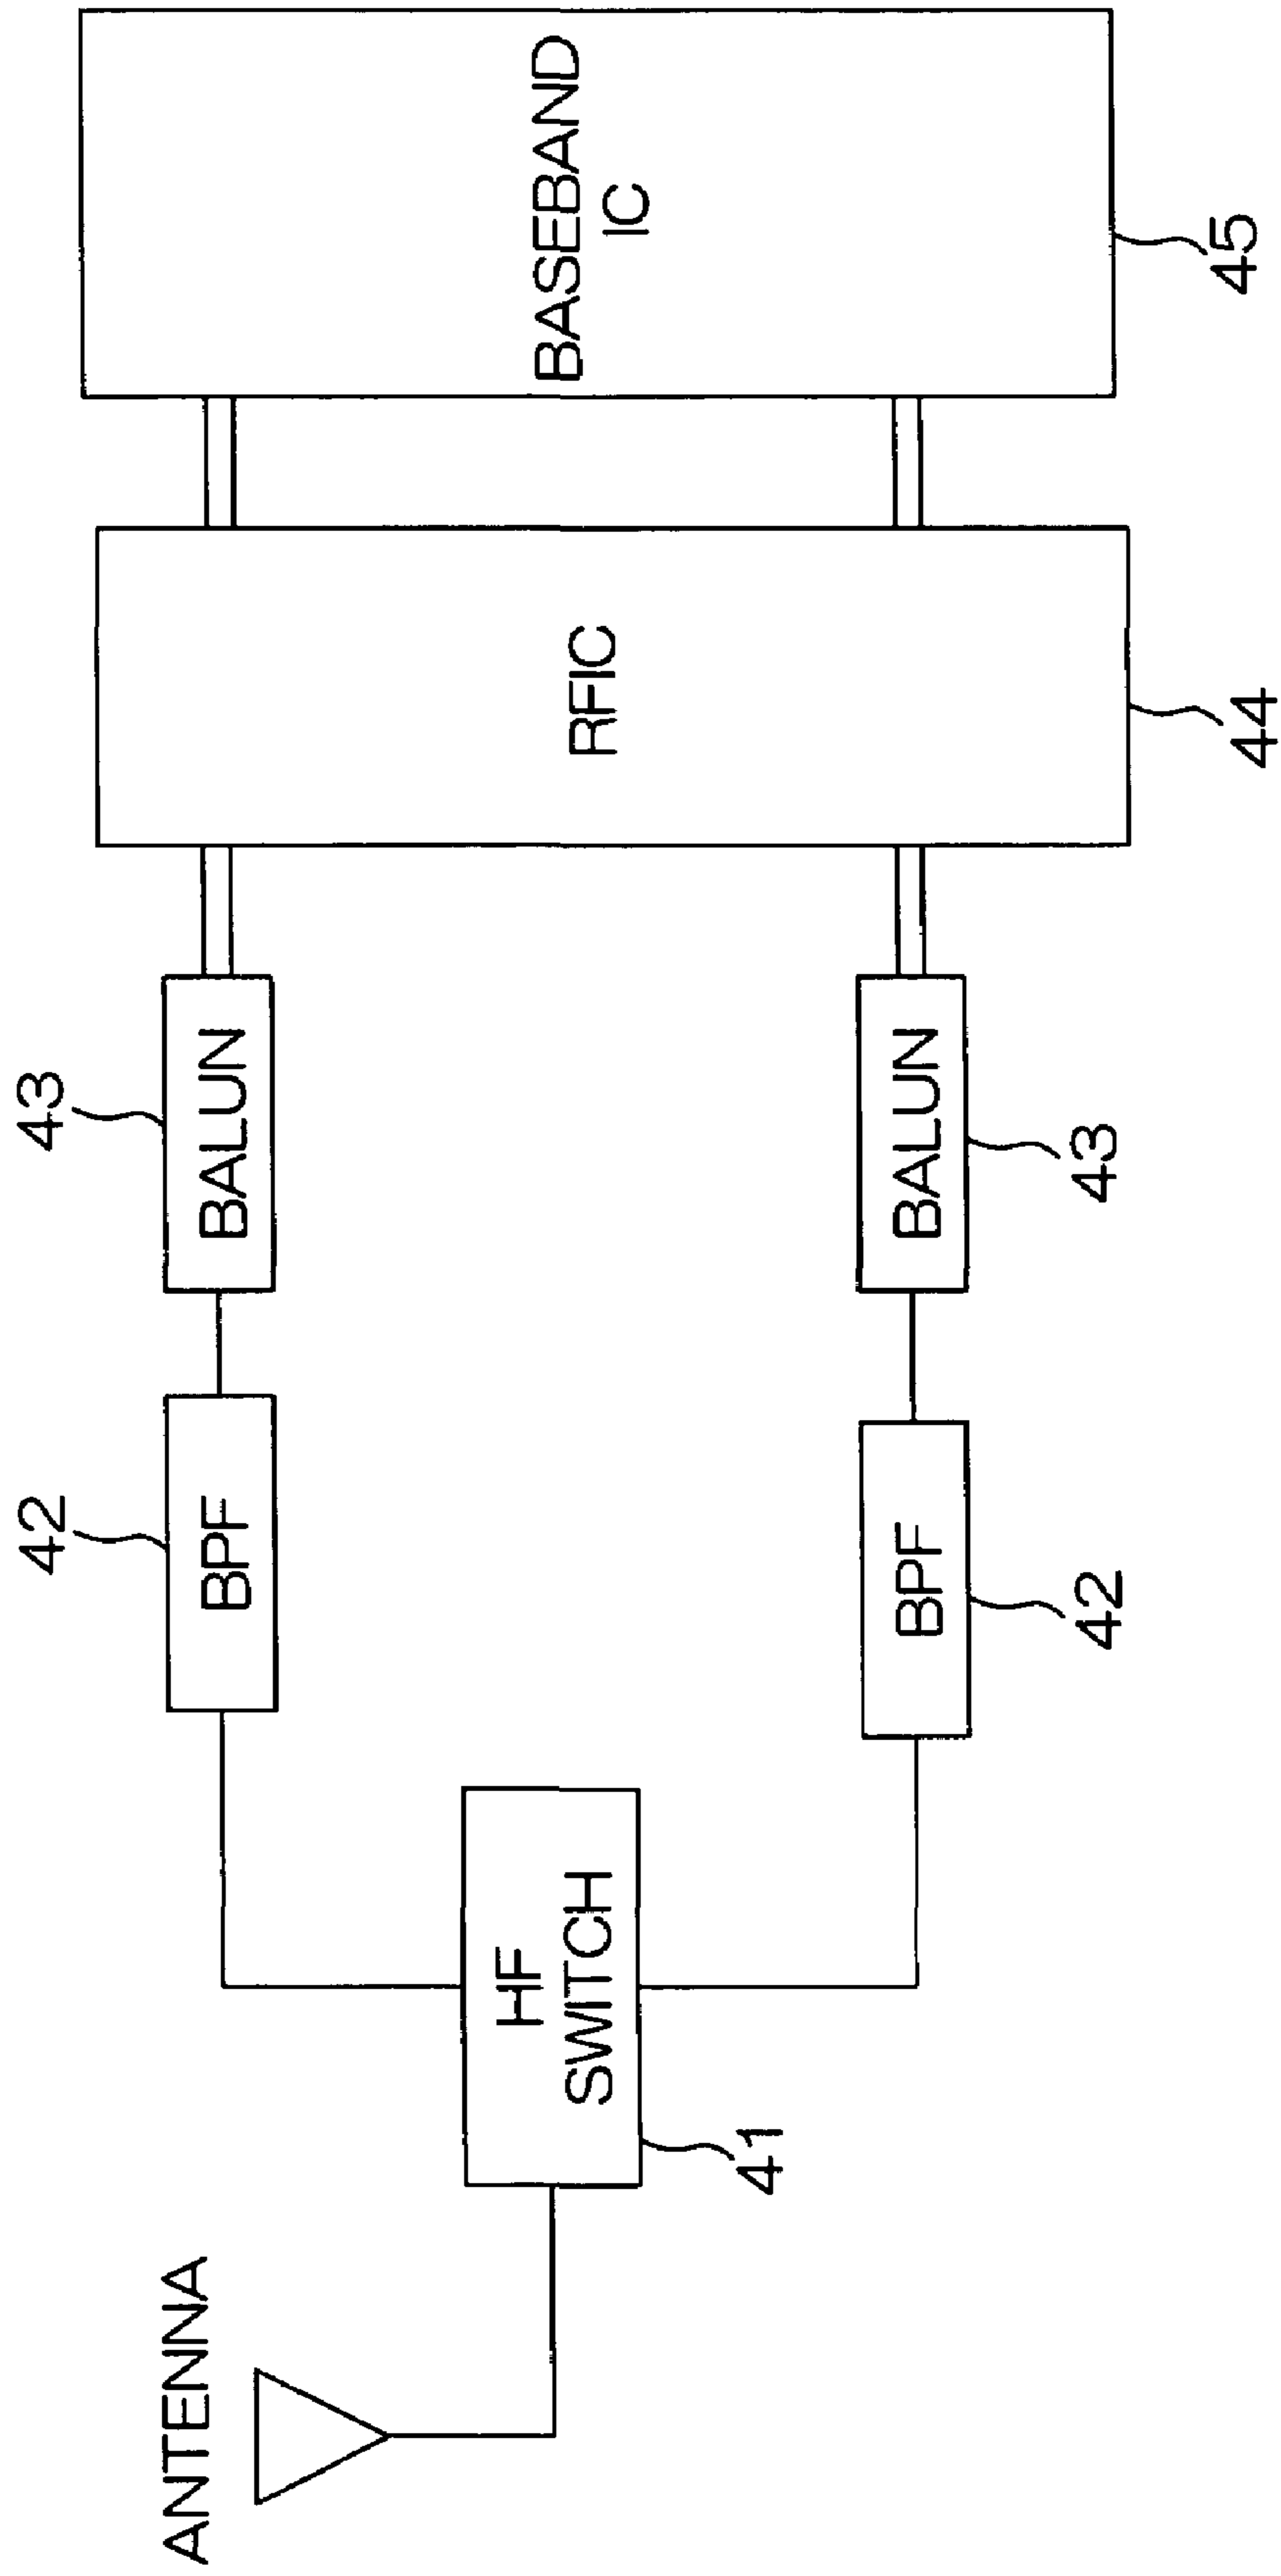 ANTENNA
HF
SWITCH
41
42
BPF
43
BALUN
BPF
42
BALUN
43
RFIC
44
BASEBAND
IC
45